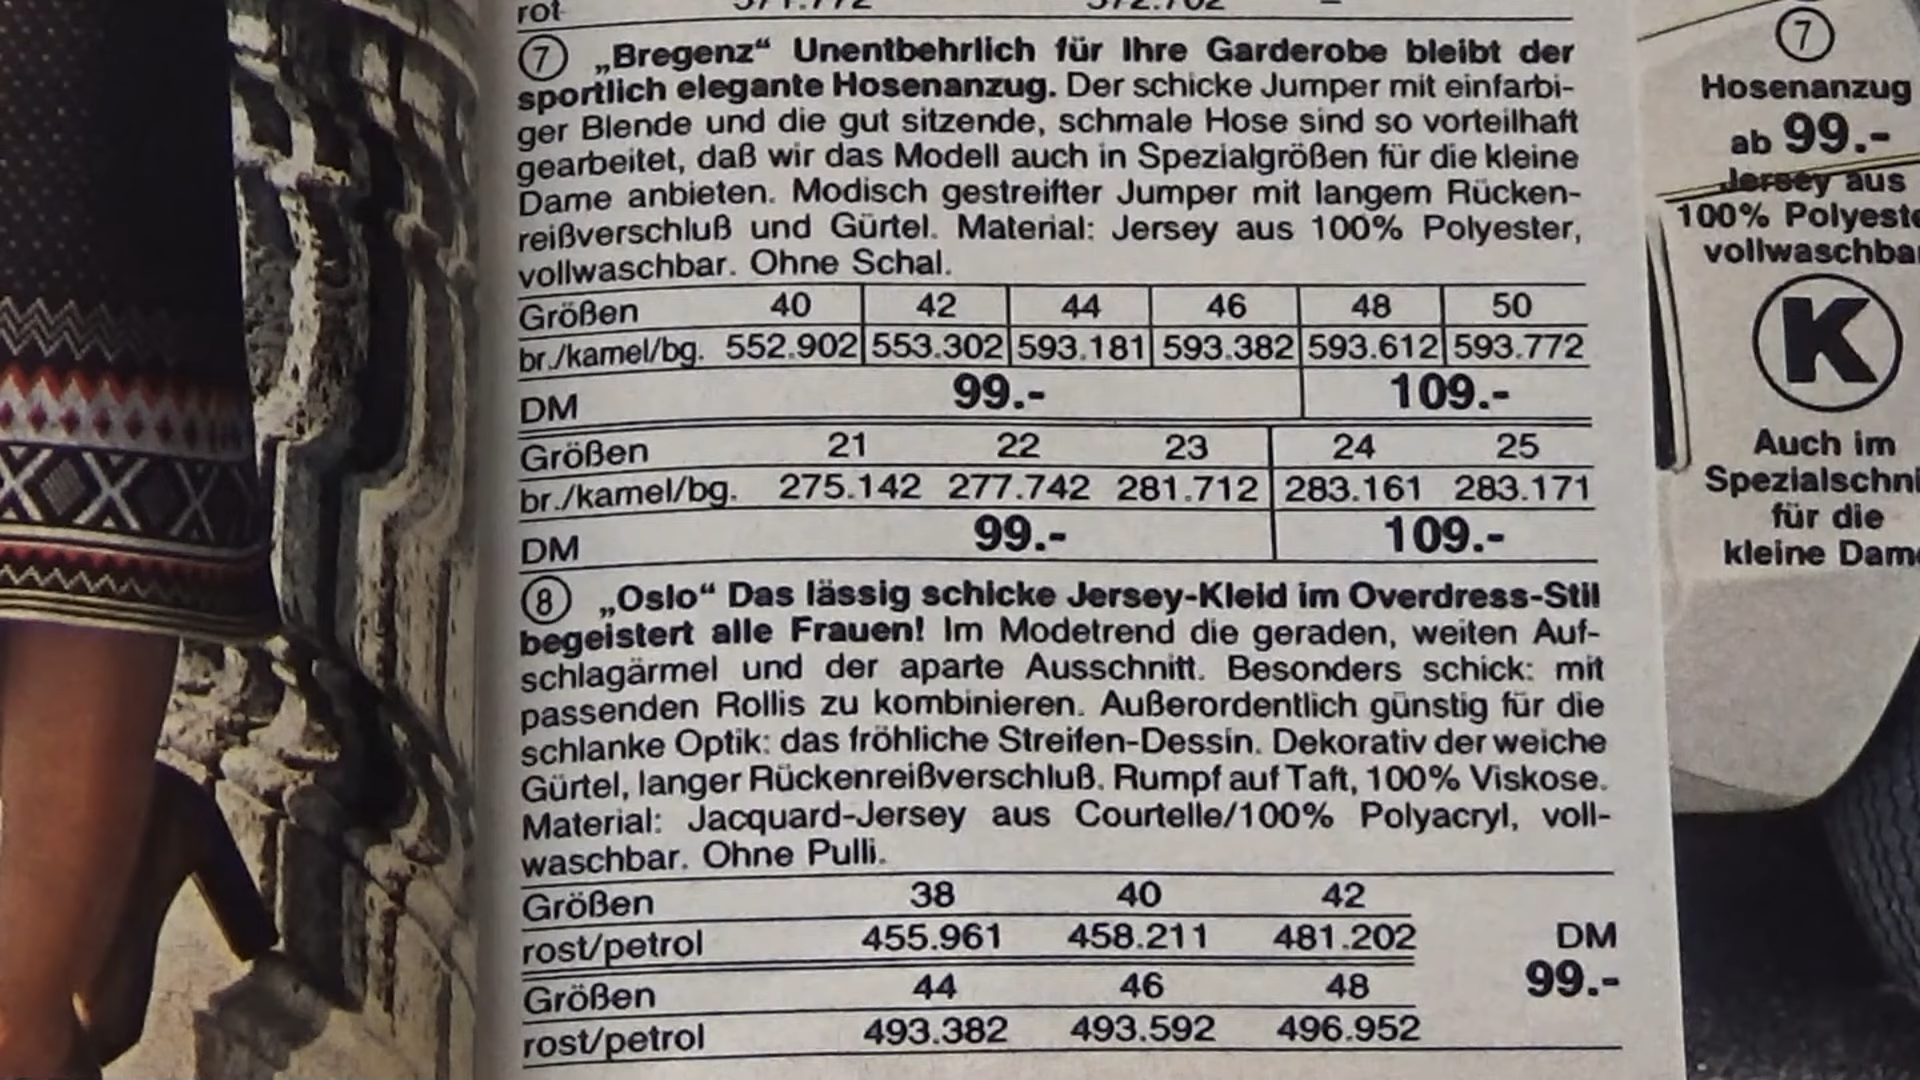 rot
⑦ „Bregenz“ Unentbehrlich für Ihre Garderobe bleibt der
sportlich elegante Hosenanzug. Der schicke Jumper mit einfarbi-
ger Blende und die gut sitzende, schmale Hose sind so vorteilhaft
gearbeitet, daß wir das Modell auch in Spezialgrößen für die kleine
Dame anbieten. Modisch gestreifter Jumper mit langem Rücken-
reißverschluß und Gürtel. Material: Jersey aus 100% Polyester,
vollwaschbar. Ohne Schal.
Größen 40 42 44 46 48 50
br./kamel/bg. 552.902 553.302 593.181 593.382 593.612 593.772
DM 99.- 109.-
Größen 21 22 23 24 25
br./kamel/bg. 275.142 277.742 281.712 283.161 283.171
DM 99.- 109.-
⑧ „Oslo“ Das lässig schicke Jersey-Kleid im Overdress-Stil
begeistert alle Frauen! Im Modetrend die geraden, weiten Auf-
schlagärmel und der aparte Ausschnitt. Besonders schick: mit
passenden Rollis zu kombinieren. Außerordentlich günstig für die
schlanke Optik: das fröhliche Streifen-Dessin. Dekorativ der weiche
Gürtel, langer Rückenreißverschluß. Rumpf auf Taft, 100% Viskose.
Material: Jacquard-Jersey aus Courtelle/100% Polyacryl, voll-
waschbar. Ohne Pulli.
Größen 38 40 42
rost/petrol 455.961 458.211 481.202 DM
Größen 44 46 48 99.-
rost/petrol 493.382 493.592 496.952
⑦
Hosenanzug
ab 99.-
Jersey aus
100% Polyeste
vollwaschba
K
Auch im
Spezialschni
für die
kleine Dame